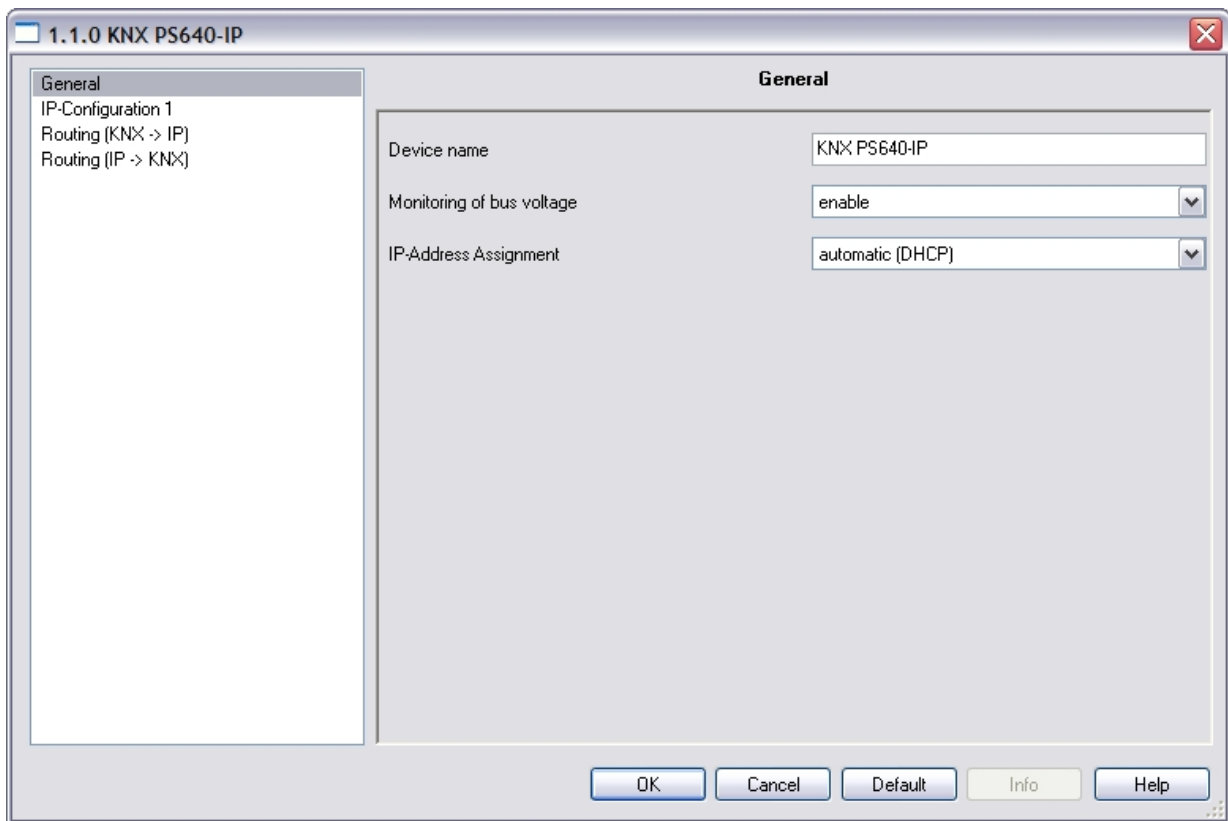 1.1.0 KNX PS640-IP
General
IP-Configuration 1
Routing (KNX -> IP)
Routing (IP -> KNX)
General
Device name
KNX PS640-IP
Monitoring of bus voltage
enable
IP-Address Assignment
automatic (DHCP)
OK
Cancel
Default
Info
Help